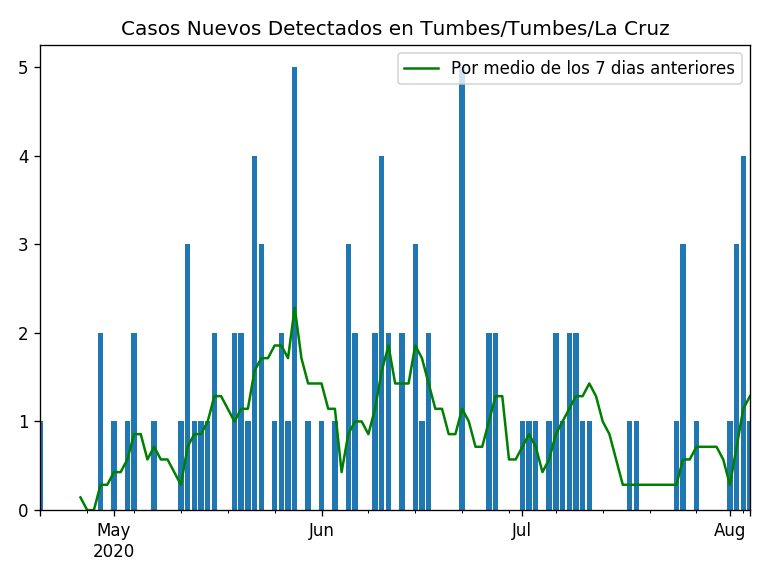 Casos Nuevos Detectados en Tumbes/Tumbes/La Cruz
Por medio de los 7 dias anteriores
5
4
3
2
1
0
May Jun Jul Aug
2020